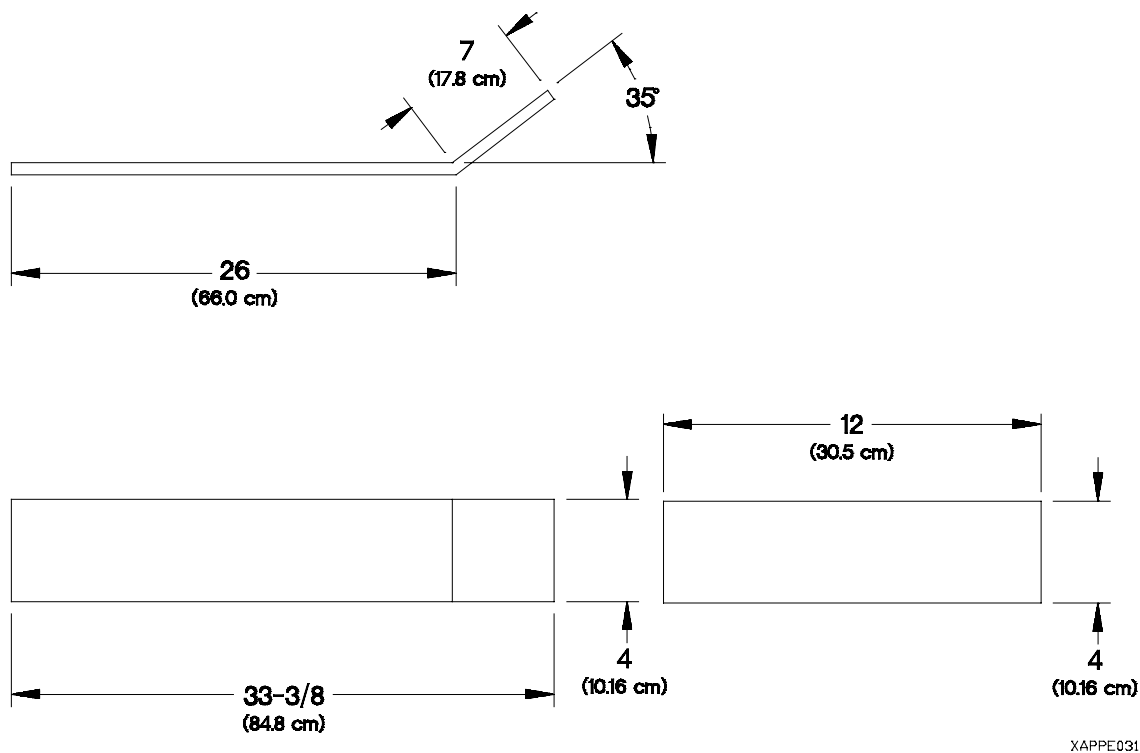 7
(17.8 cm)
35°
26
(66.0 cm)
12
(30.5 cm)
4
(10.16 cm)
4
(10.16 cm)
33-3/8
(84.8 cm)
XAPPE031